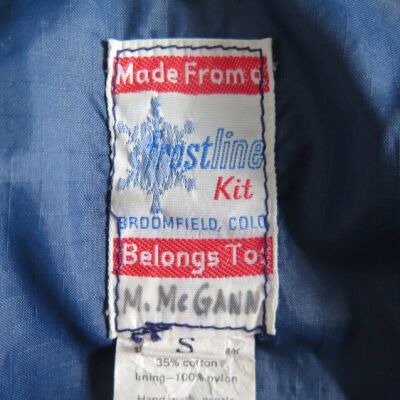 Made From a
frostline
Kit
BROOMFIELD, COLO
Belongs To:
M. McGANN
S
35% cotton
lining—100% nylon